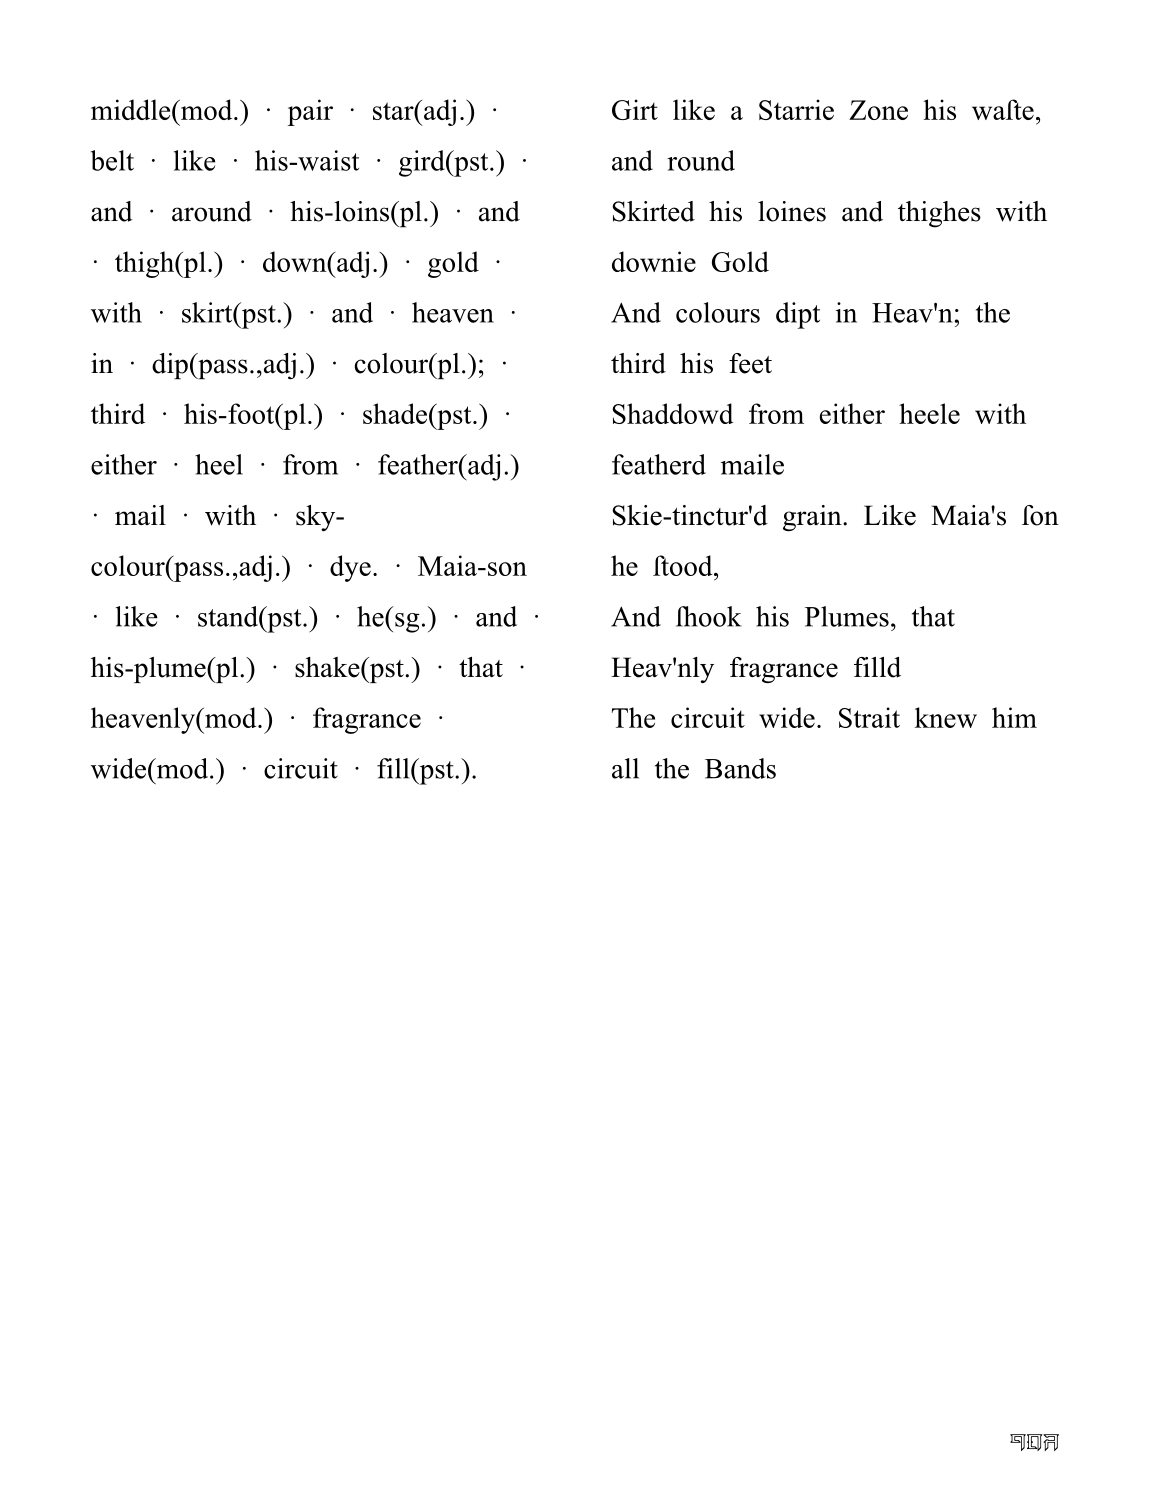 middle(mod.) · pair · star(adj.) ·
belt · like · his-waist · gird(pst.) ·
and · around · his-loins(pl.) · and
· thigh(pl.) · down(adj.) · gold ·
with · skirt(pst.) · and · heaven ·
in · dip(pass.,adj.) · colour(pl.); ·
third · his-foot(pl.) · shade(pst.) ·
either · heel · from · feather(adj.)
· mail · with · sky-
colour(pass.,adj.) · dye. · Maia-son
· like · stand(pst.) · he(sg.) · and ·
his-plume(pl.) · shake(pst.) · that ·
heavenly(mod.) · fragrance ·
wide(mod.) · circuit · fill(pst.).
Girt like a Starrie Zone his waſte,
and round
Skirted his loines and thighes with
downie Gold
And colours dipt in Heav'n; the
third his feet
Shaddowd from either heele with
featherd maile
Skie-tinctur'd grain. Like Maia's ſon
he ſtood,
And ſhook his Plumes, that
Heav'nly fragrance filld
The circuit wide. Strait knew him
all the Bands